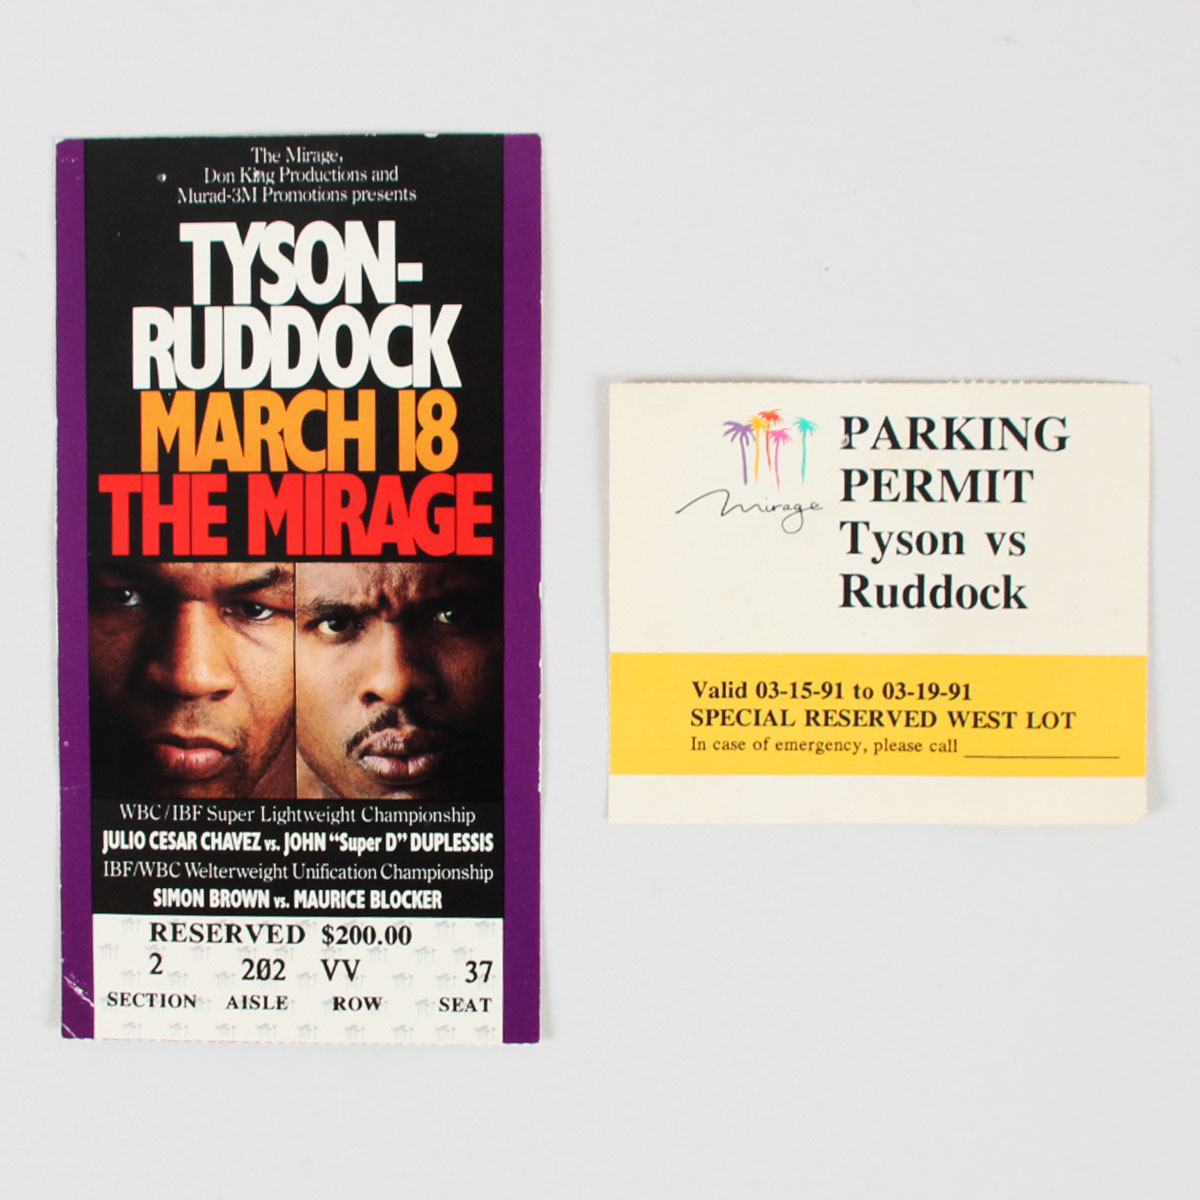 The Mirage,
Don King Productions and
Murad-3M Promotions presents
TYSON-
RUDDOCK
MARCH 18
THE MIRAGE
WBC/IBF Super Lightweight Championship
JULIO CESAR CHAVEZ vs. JOHN “Super D” DUPLESSIS
IBF/WBC Welterweight Unification Championship
SIMON BROWN vs. MAURICE BLOCKER
RESERVED $200.00
2 202 VV 37
SECTION AISLE ROW SEAT
mirage
PARKING
PERMIT
Tyson vs
Ruddock
Valid 03-15-91 to 03-19-91
SPECIAL RESERVED WEST LOT
In case of emergency, please call